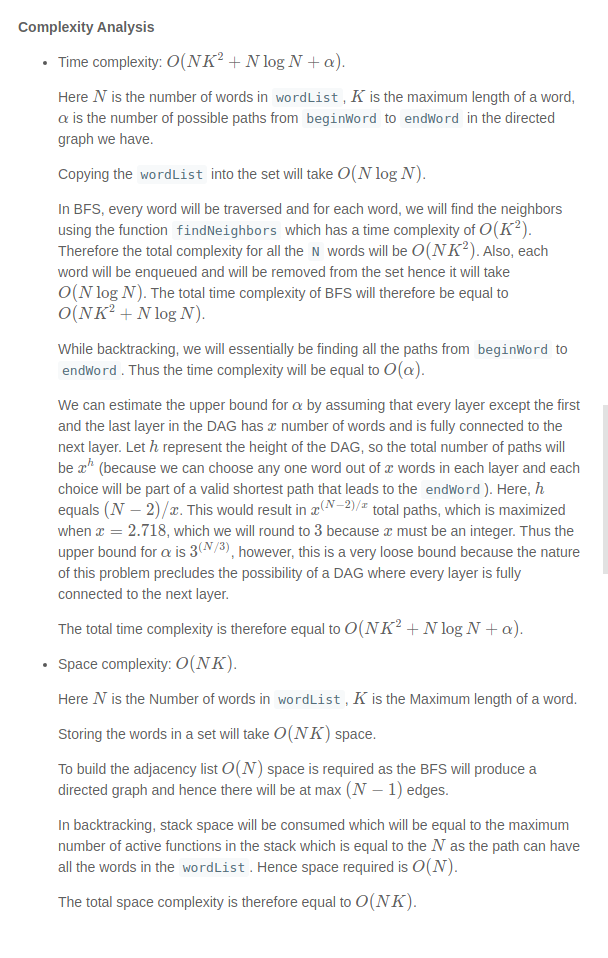 Complexity Analysis
• Time complexity: O(NK² + N log N + α).
Here N is the number of words in wordList , K is the maximum length of a word,
α is the number of possible paths from beginWord to endWord in the directed
graph we have.
Copying the wordList into the set will take O(N log N).
In BFS, every word will be traversed and for each word, we will find the neighbors
using the function findNeighbors which has a time complexity of O(K²).
Therefore the total complexity for all the N words will be O(NK²). Also, each
word will be enqueued and will be removed from the set hence it will take
O(N log N). The total time complexity of BFS will therefore be equal to
O(NK² + N log N).
While backtracking, we will essentially be finding all the paths from beginWord to
endWord . Thus the time complexity will be equal to O(α).
We can estimate the upper bound for α by assuming that every layer except the first
and the last layer in the DAG has x number of words and is fully connected to the
next layer. Let h represent the height of the DAG, so the total number of paths will
be x^h (because we can choose any one word out of x words in each layer and each
choice will be part of a valid shortest path that leads to the endWord ). Here, h
equals (N − 2)/x. This would result in x^(N−2)/x total paths, which is maximized
when x = 2.718, which we will round to 3 because x must be an integer. Thus the
upper bound for α is 3^(N/3), however, this is a very loose bound because the nature
of this problem precludes the possibility of a DAG where every layer is fully
connected to the next layer.
The total time complexity is therefore equal to O(NK² + N log N + α).
• Space complexity: O(NK).
Here N is the Number of words in wordList , K is the Maximum length of a word.
Storing the words in a set will take O(NK) space.
To build the adjacency list O(N) space is required as the BFS will produce a
directed graph and hence there will be at max (N − 1) edges.
In backtracking, stack space will be consumed which will be equal to the maximum
number of active functions in the stack which is equal to the N as the path can have
all the words in the wordList . Hence space required is O(N).
The total space complexity is therefore equal to O(NK).